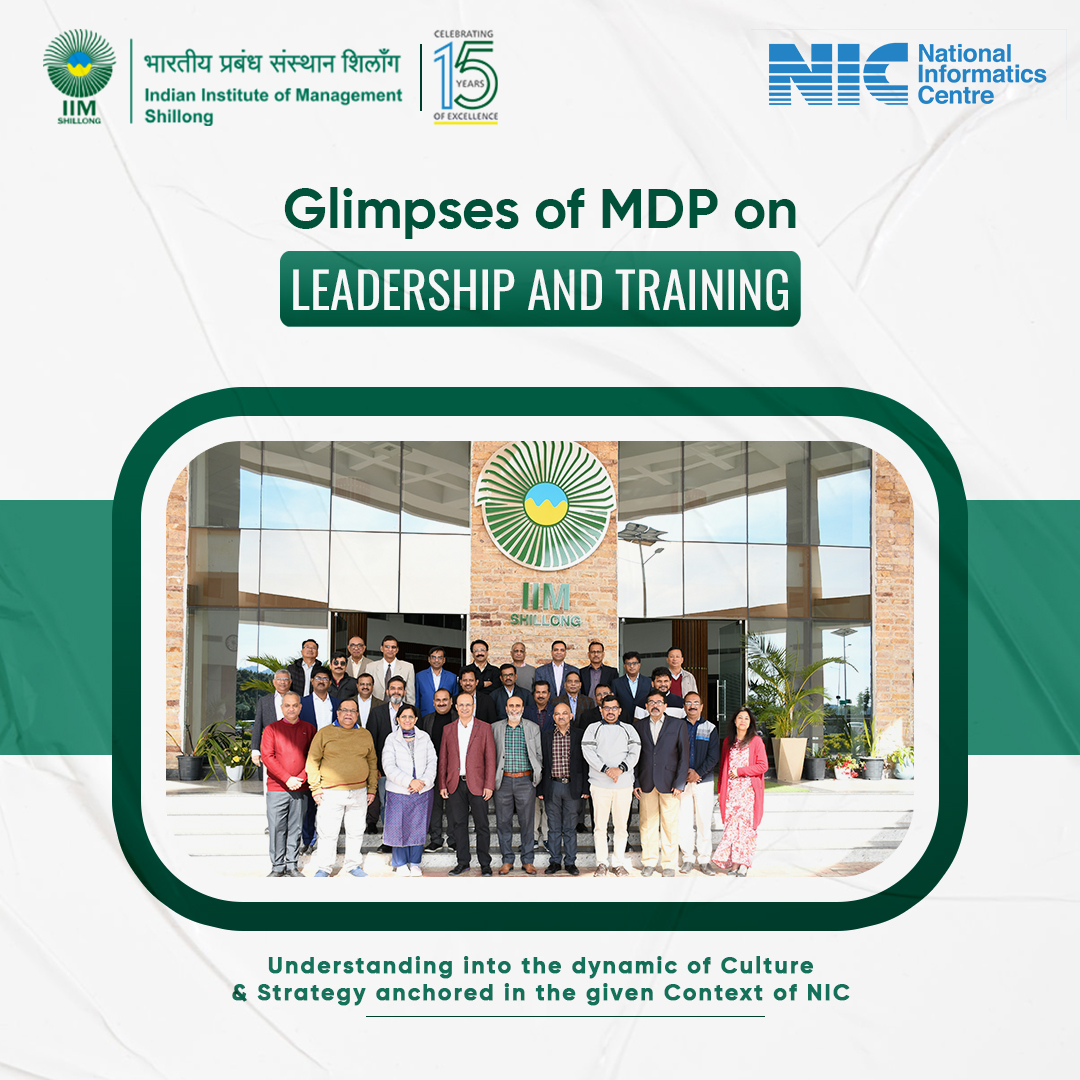 IIM
SHILLONG
भारतीय प्रबंध संस्थान शिलाँग
Indian Institute of Management
Shillong
CELEBRATING
15
YEARS
OF EXCELLENCE
NIC
National
Informatics
Centre
Glimpses of MDP on
LEADERSHIP AND TRAINING
IIM
SHILLONG
Understanding into the dynamic of Culture
& Strategy anchored in the given Context of NIC